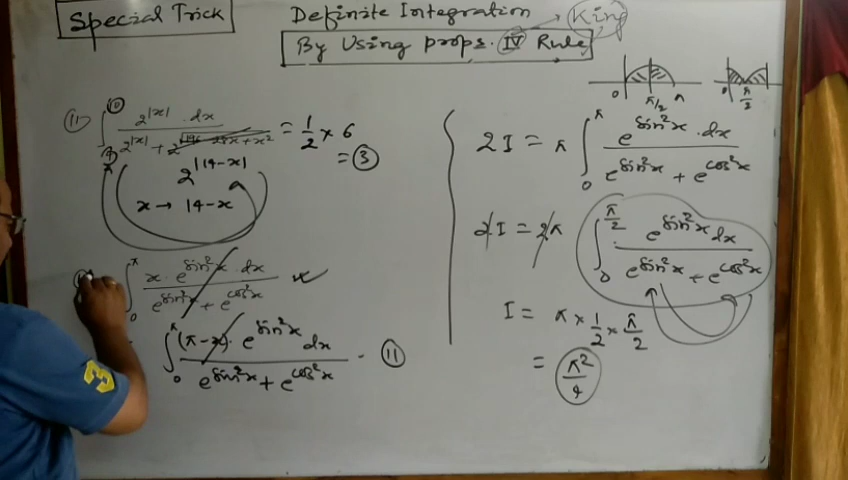 Special Trick
Definite Integration → King
By Using props. IV Rule
(11) ∫ 2^|x| · dx / 2^|x| + 2 = 1/2 × 6
= 3
2^|14-x|
x → 14-x
∫₀^π x e^sin²x · dx / e^sin²x + e^cos²x
∫₀^π (π-x) · e^sin²x dx / e^sin²x + e^cos²x - (11)
0 π/2 π
0 π/2
2I = π ∫₀^π e^sin²x · dx / e^sin²x + e^cos²x
2I = 2π ∫₀^π/2 e^sin²x dx / e^sin²x + e^cos²x
I = π × 1/2 × π/2
= π²/4
3